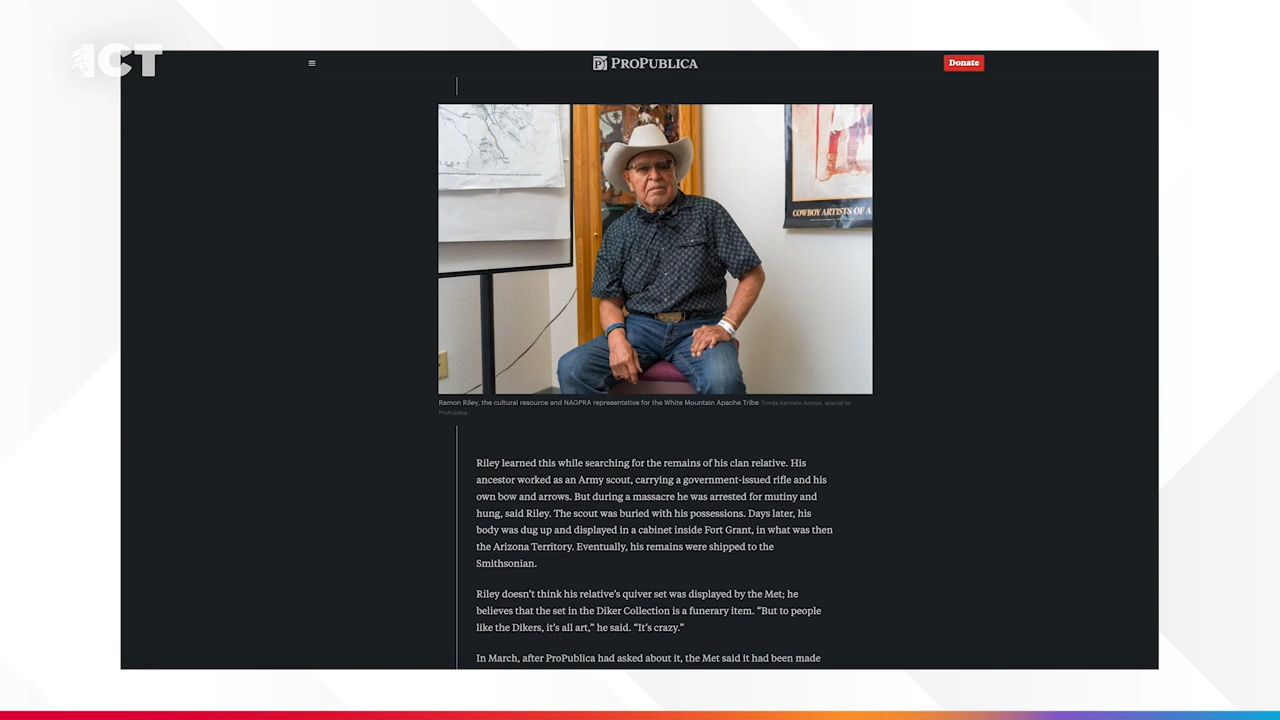 ICT
PROPUBLICA
Donate
COWBOY ARTISTS OF A
Ramon Riley, the cultural resource and NAGPRA representative for the White Mountain Apache Tribe Tomás Karmelo Amaya, special to
ProPublica
Riley learned this while searching for the remains of his clan relative. His
ancestor worked as an Army scout, carrying a government-issued rifle and his
own bow and arrows. But during a massacre he was arrested for mutiny and
hung, said Riley. The scout was buried with his possessions. Days later, his
body was dug up and displayed in a cabinet inside Fort Grant, in what was then
the Arizona Territory. Eventually, his remains were shipped to the
Smithsonian.
Riley doesn’t think his relative’s quiver set was displayed by the Met; he
believes that the set in the Diker Collection is a funerary item. “But to people
like the Dikers, it’s all art,” he said. “It’s crazy.”
In March, after ProPublica had asked about it, the Met said it had been made